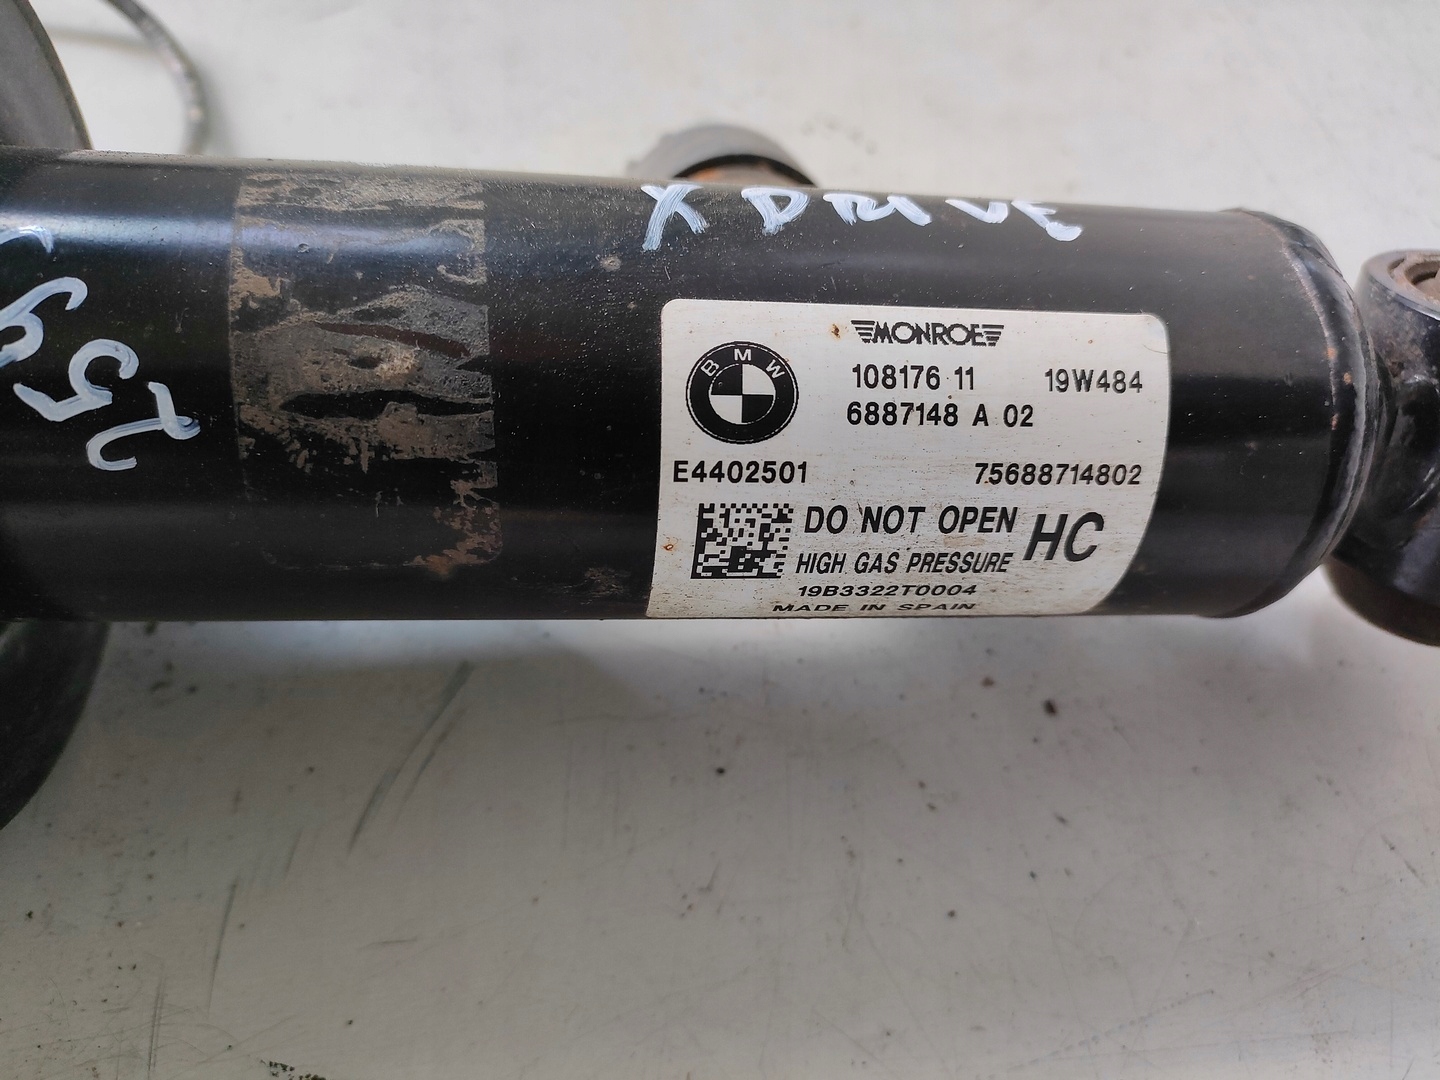 X DRIVE
MONROE
BMW
108176 11 19W484
6887148 A 02
E4402501 75688714802
DO NOT OPEN HC
HIGH GAS PRESSURE
19B3322T0004
MADE IN SPAIN